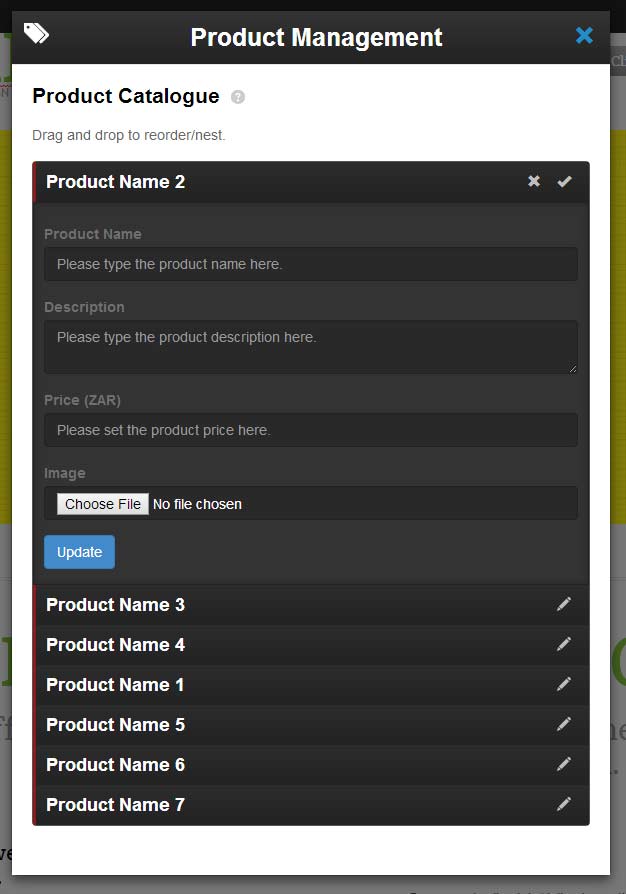 Product Management
Product Catalogue ?
Drag and drop to reorder/nest.
Product Name 2
Product Name
Please type the product name here.
Description
Please type the product description here.
Price (ZAR)
Please set the product price here.
Image
Choose File No file chosen
Update
Product Name 3
Product Name 4
Product Name 1
Product Name 5
Product Name 6
Product Name 7